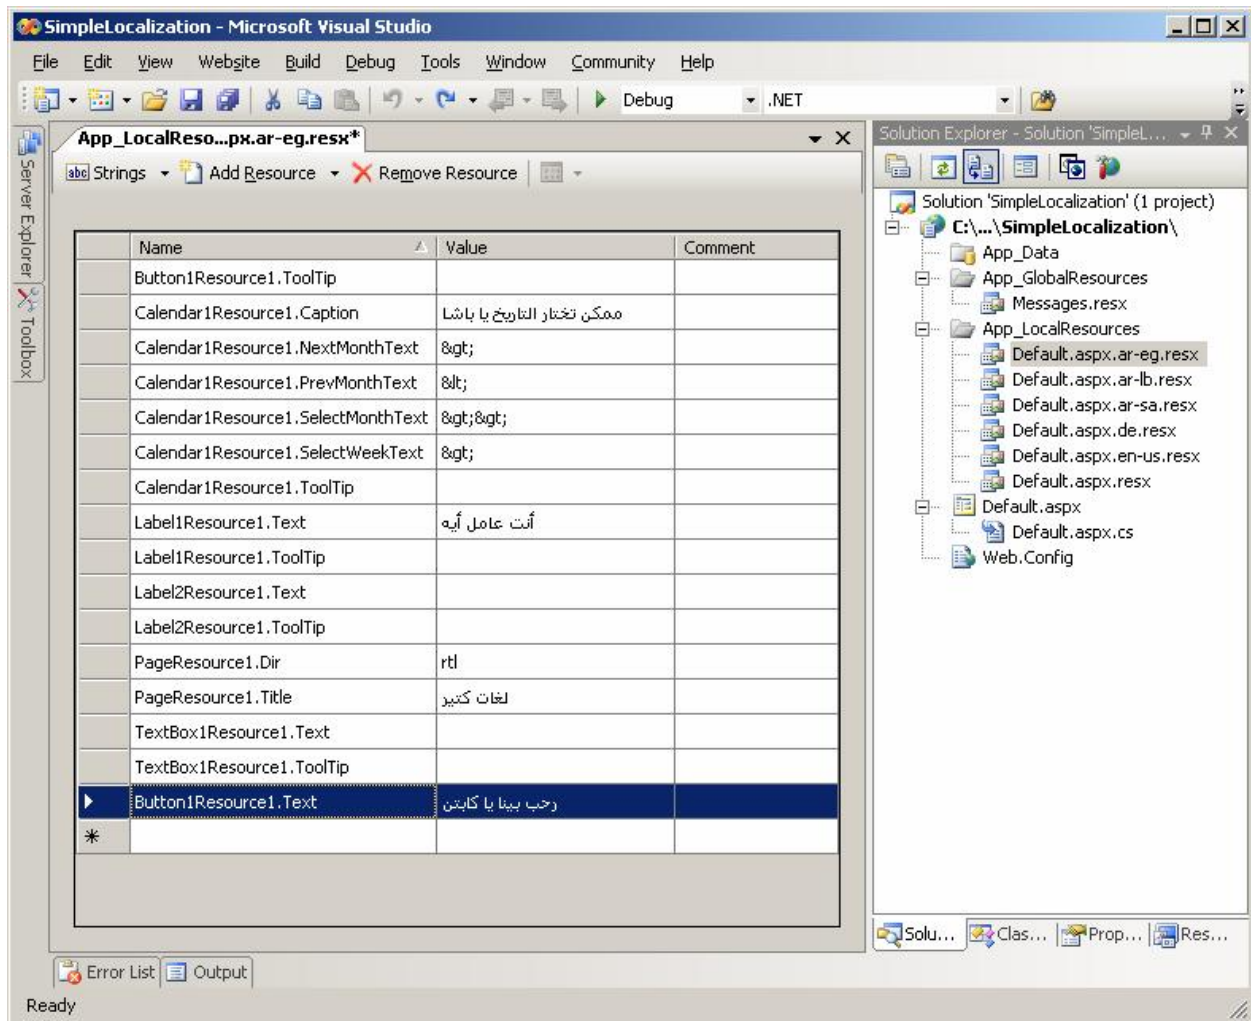 SimpleLocalization - Microsoft Visual Studio
File Edit View Website Build Debug Tools Window Community Help
Debug .NET
Server Explorer
Toolbox
App_LocalReso...px.ar-eg.resx*
abc Strings Add Resource Remove Resource
Name Value Comment
Button1Resource1.ToolTip
Calendar1Resource1.Caption ممكن تختار التاريخ يا باشا
Calendar1Resource1.NextMonthText &gt;
Calendar1Resource1.PrevMonthText &lt;
Calendar1Resource1.SelectMonthText &gt;&gt;
Calendar1Resource1.SelectWeekText &gt;
Calendar1Resource1.ToolTip
Label1Resource1.Text أنت عامل أيه
Label1Resource1.ToolTip
Label2Resource1.Text
Label2Resource1.ToolTip
PageResource1.Dir rtl
PageResource1.Title لغات كتير
TextBox1Resource1.Text
TextBox1Resource1.ToolTip
Button1Resource1.Text رحب بينا يا كابتن
Solution Explorer - Solution 'SimpleL...
Solution 'SimpleLocalization' (1 project)
C:\...\SimpleLocalization\
App_Data
App_GlobalResources
Messages.resx
App_LocalResources
Default.aspx.ar-eg.resx
Default.aspx.ar-lb.resx
Default.aspx.ar-sa.resx
Default.aspx.de.resx
Default.aspx.en-us.resx
Default.aspx.resx
Default.aspx
Default.aspx.cs
Web.Config
Solu... Clas... Prop... Res...
Error List Output
Ready